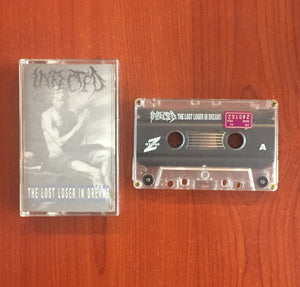 INFECTED
THE LOST LOSER IN DREAMS
INFECTED THE LOST LOSER IN DREAMS
Z
A